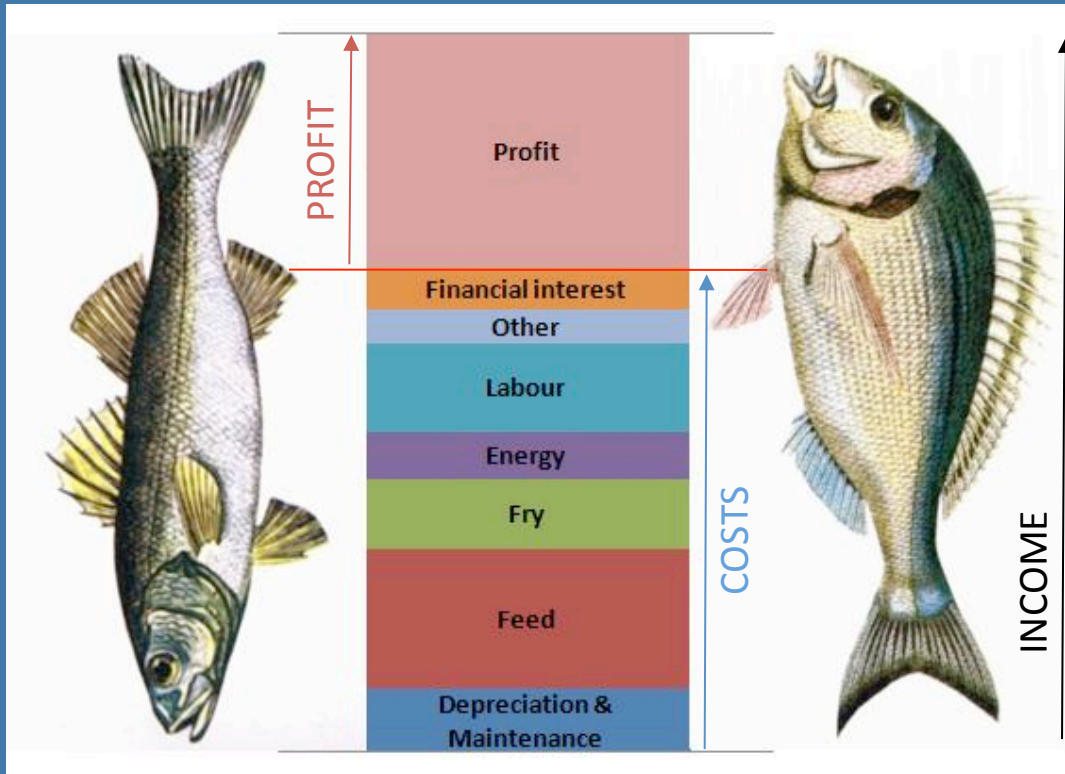 PROFIT
Profit
Financial interest
Other
Labour
Energy
Fry
Feed
Depreciation &
Maintenance
COSTS
INCOME